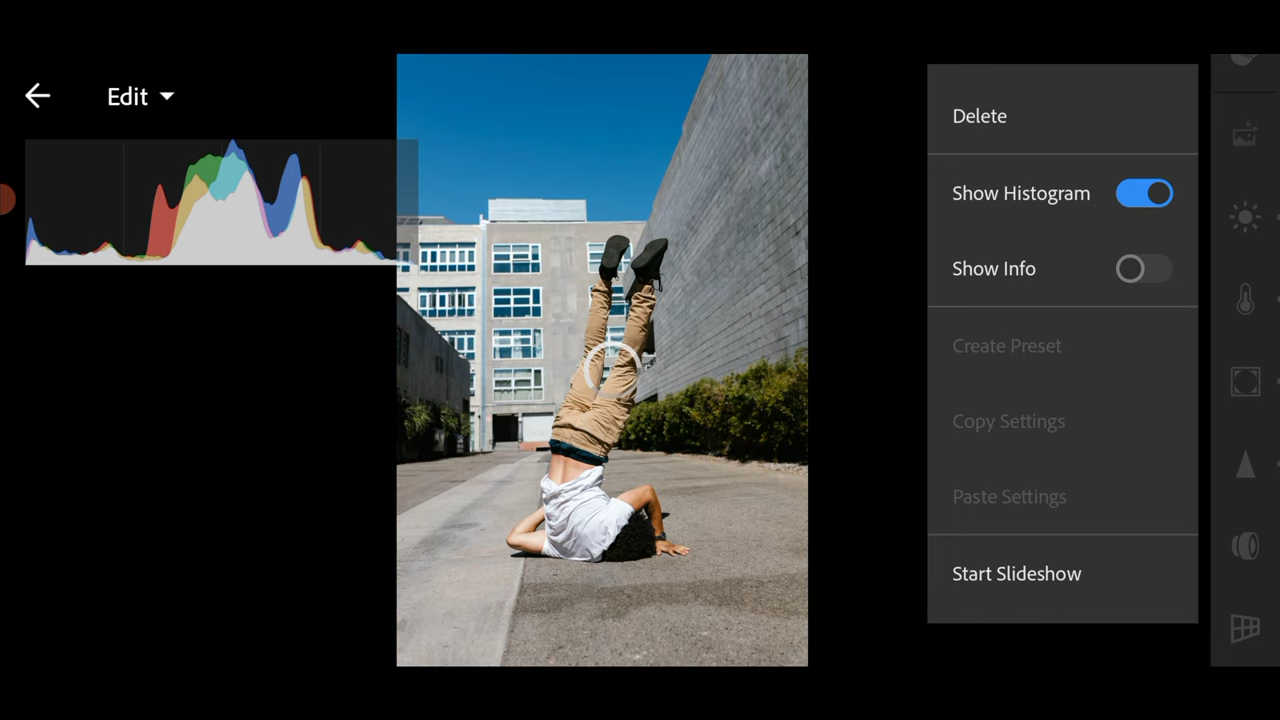 Edit
Delete
Show Histogram
Show Info
Create Preset
Copy Settings
Paste Settings
Start Slideshow